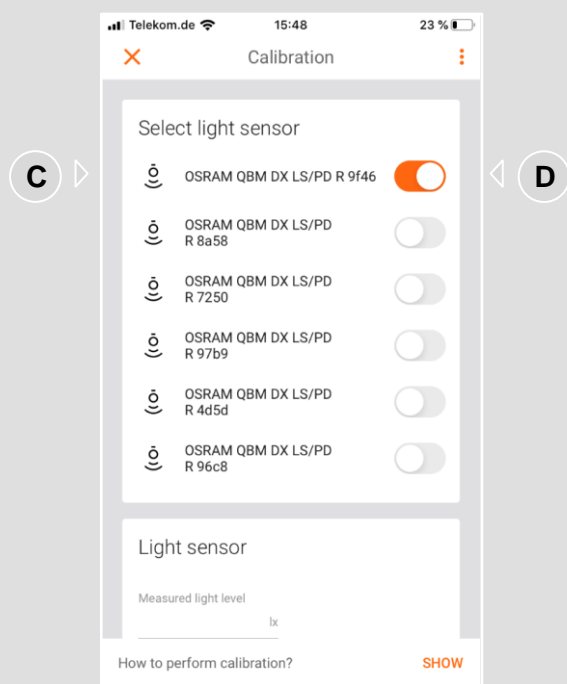 Telekom.de 15:48 23 %
Calibration
Select light sensor
C
OSRAM QBM DX LS/PD R 9f46
D
OSRAM QBM DX LS/PD
R 8a58
OSRAM QBM DX LS/PD
R 7250
OSRAM QBM DX LS/PD
R 97b9
OSRAM QBM DX LS/PD
R 4d5d
OSRAM QBM DX LS/PD
R 96c8
Light sensor
Measured light level
lx
How to perform calibration? SHOW